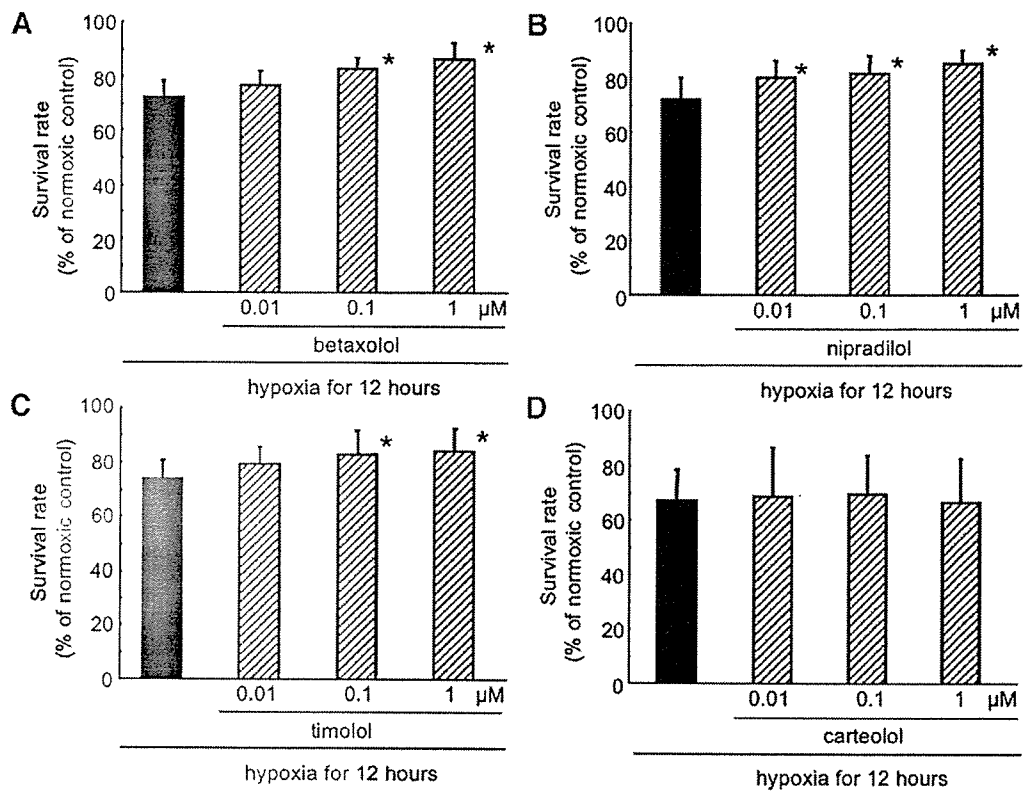 A
Survival rate
(% of normoxic control)
100
80
60
40
20
0
*
*
0.01 0.1 1 µM
betaxolol
hypoxia for 12 hours
B
Survival rate
(% of normoxic control)
100
80
60
40
20
0
*
*
*
0.01 0.1 1 µM
nipradilol
hypoxia for 12 hours
C
Survival rate
(% of normoxic control)
100
80
60
40
20
0
*
*
0.01 0.1 1 µM
timolol
hypoxia for 12 hours
D
Survival rate
(% of normoxic control)
100
80
60
40
20
0
0.01 0.1 1 µM
carteolol
hypoxia for 12 hours